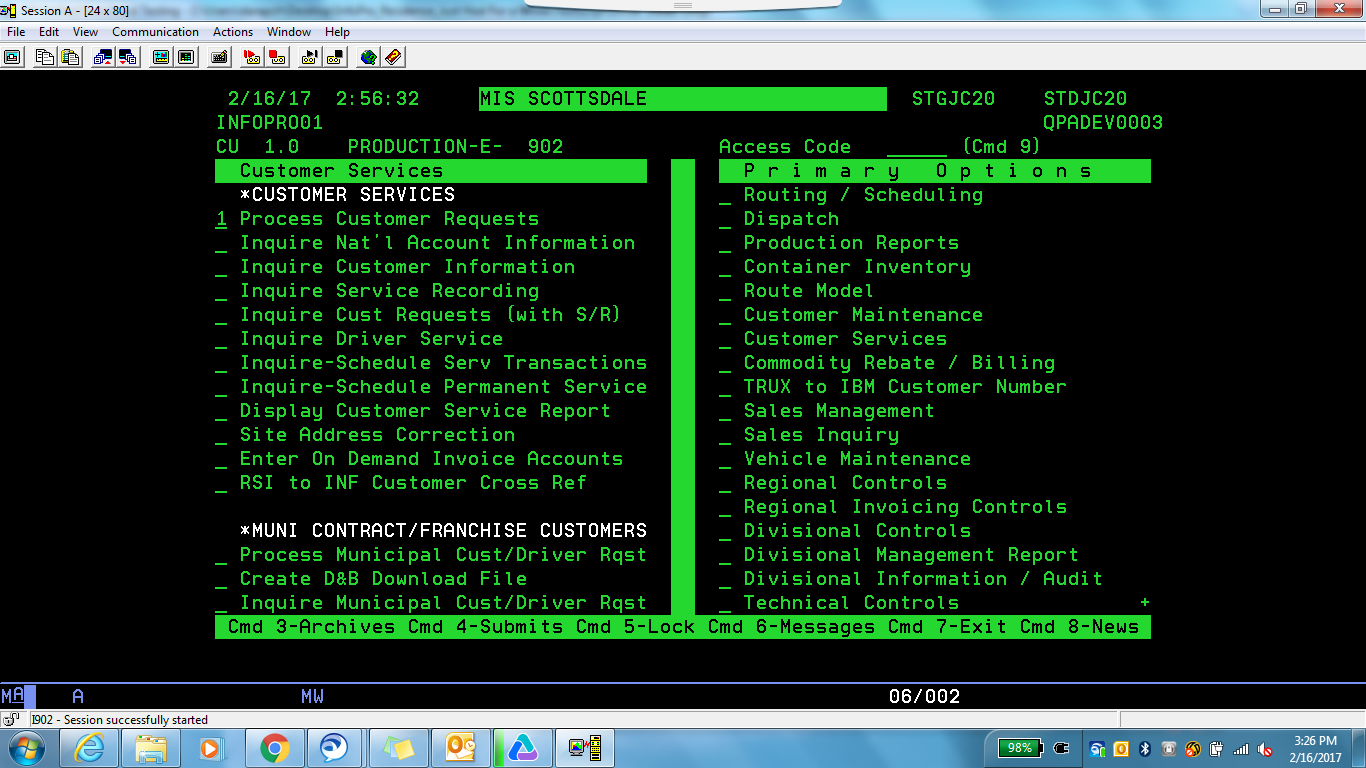 Session A - [24 x 80]
File Edit View Communication Actions Window Help
2/16/17 2:56:32 MIS SCOTTSDALE STGJC20 STDJC20
INFOPRO01 QPADEV0003
CU 1.0 PRODUCTION-E- 902 Access Code ______ (Cmd 9)
Customer Services P r i m a r y O p t i o n s
*CUSTOMER SERVICES _ Routing / Scheduling
1 Process Customer Requests _ Dispatch
_ Inquire Nat'l Account Information _ Production Reports
_ Inquire Customer Information _ Container Inventory
_ Inquire Service Recording _ Route Model
_ Inquire Cust Requests (with S/R) _ Customer Maintenance
_ Inquire Driver Service _ Customer Services
_ Inquire-Schedule Serv Transactions _ Commodity Rebate / Billing
_ Inquire-Schedule Permanent Service _ TRUX to IBM Customer Number
_ Display Customer Service Report _ Sales Management
_ Site Address Correction _ Sales Inquiry
_ Enter On Demand Invoice Accounts _ Vehicle Maintenance
_ RSI to INF Customer Cross Ref _ Regional Controls
_ Regional Invoicing Controls
*MUNI CONTRACT/FRANCHISE CUSTOMERS _ Divisional Controls
_ Process Municipal Cust/Driver Rqst _ Divisional Management Report
_ Create D&B Download File _ Divisional Information / Audit
_ Inquire Municipal Cust/Driver Rqst _ Technical Controls +
Cmd 3-Archives Cmd 4-Submits Cmd 5-Lock Cmd 6-Messages Cmd 7-Exit Cmd 8-News
MA A MW 06/002
I902 - Session successfully started
98% 3:26 PM
2/16/2017